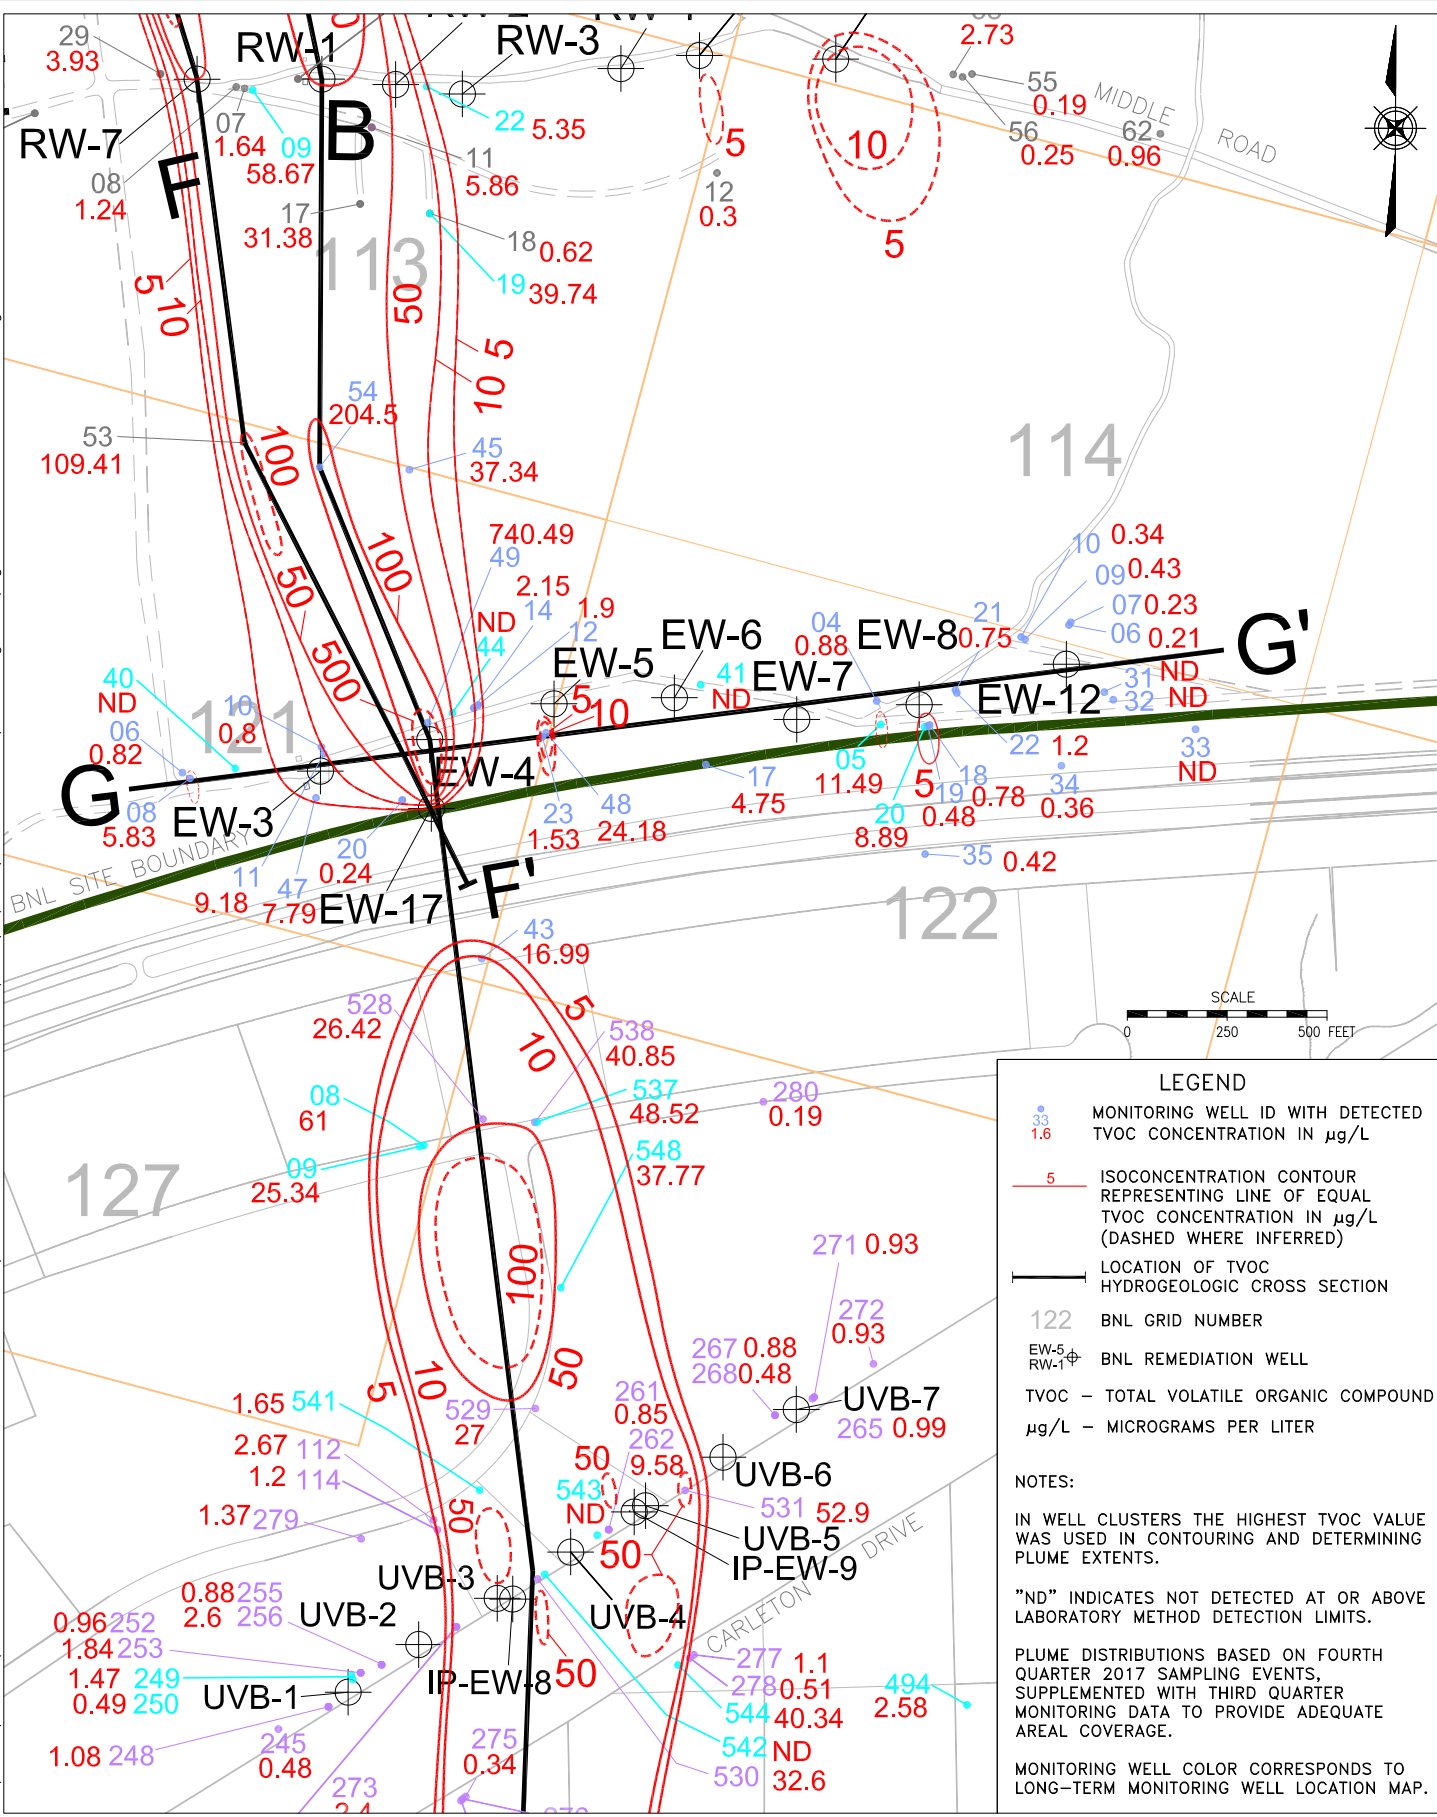 29
3.93
RW-1
RW-3
2.73
55
0.19
56
0.25
62
0.96
MIDDLE
ROAD
RW-7
07
1.64
09
58.67
B
22 5.35
11
5.86
08
1.24
F
17
31.38
18 0.62
19 39.74
113
12
0.3
5
10
5
5
10
50
10
5
54
204.5
45
37.34
53
109.41
100
114
740.49
49
100
50
500
2.15
14
1.9
12
ND
44
EW-5
EW-6
41
ND
EW-7
04
0.88
EW-8
21
0.75
10 0.34
09 0.43
07 0.23
06 0.21
G'
31 ND
32 ND
EW-12
22 1.2
34
0.36
33
ND
40
ND
06
0.82
121
10
0.8
G
08
5.83
EW-3
EW-4
5
10
23
1.53
48
24.18
17
4.75
05
11.49
20
8.89
5
18
0.78
19
0.48
35 0.42
BNL SITE BOUNDARY
11
9.18
47
7.79
20
0.24
EW-17
F'
122
43
16.99
5
10
528
26.42
538
40.85
537
48.52
548
37.77
280
0.19
08
61
09
25.34
127
100
50
5
10
271 0.93
272
0.93
267 0.88
268 0.48
UVB-7
265 0.99
1.65 541
2.67 112
1.2 114
1.37 279
529
27
261
0.85
262
9.58
50
543
ND
UVB-6
531 52.9
UVB-5
IP-EW-9
50
50
UVB-3
UVB-4
CARLETON DRIVE
0.88 255
2.6 256
UVB-2
0.96 252
1.84 253
1.47 249
0.49 250
UVB-1
IP-EW-8
50
277 1.1
278 0.51
544 40.34
542 ND
530 32.6
494
2.58
1.08 248
245
0.48
275
0.34
273
SCALE
0 250 500 FEET
LEGEND
33
1.6
MONITORING WELL ID WITH DETECTED
TVOC CONCENTRATION IN µg/L
5
ISOCONCENTRATION CONTOUR
REPRESENTING LINE OF EQUAL
TVOC CONCENTRATION IN µg/L
(DASHED WHERE INFERRED)
LOCATION OF TVOC
HYDROGEOLOGIC CROSS SECTION
122 BNL GRID NUMBER
EW-5
RW-1
BNL REMEDIATION WELL
TVOC – TOTAL VOLATILE ORGANIC COMPOUND
µg/L – MICROGRAMS PER LITER
NOTES:
IN WELL CLUSTERS THE HIGHEST TVOC VALUE
WAS USED IN CONTOURING AND DETERMINING
PLUME EXTENTS.
"ND" INDICATES NOT DETECTED AT OR ABOVE
LABORATORY METHOD DETECTION LIMITS.
PLUME DISTRIBUTIONS BASED ON FOURTH
QUARTER 2017 SAMPLING EVENTS,
SUPPLEMENTED WITH THIRD QUARTER
MONITORING DATA TO PROVIDE ADEQUATE
AREAL COVERAGE.
MONITORING WELL COLOR CORRESPONDS TO
LONG–TERM MONITORING WELL LOCATION MAP.